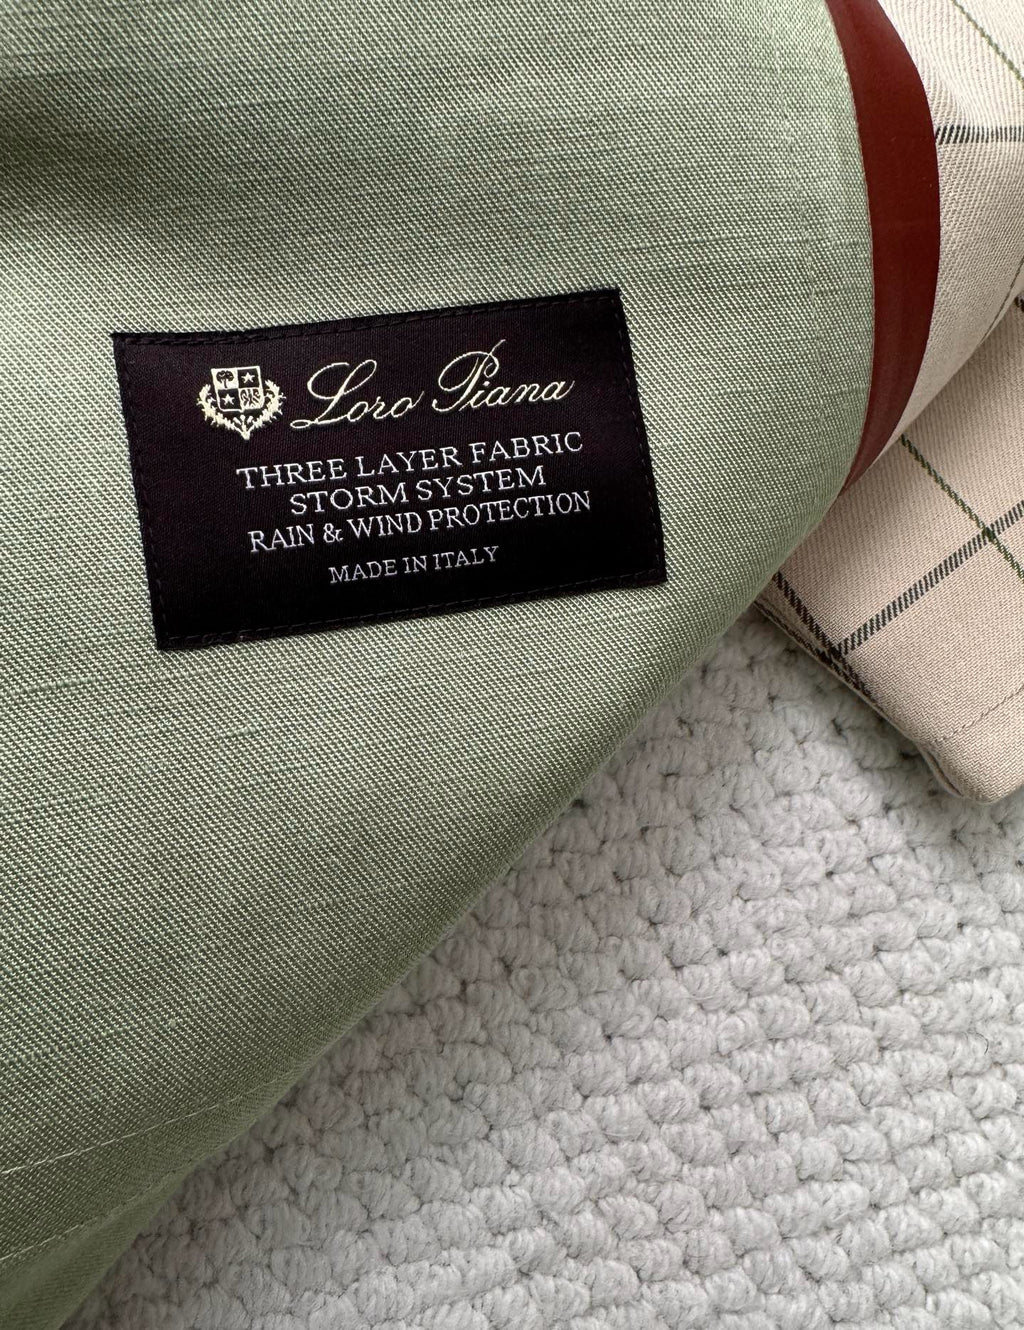 Loro Piana
THREE LAYER FABRIC
STORM SYSTEM
RAIN & WIND PROTECTION
MADE IN ITALY